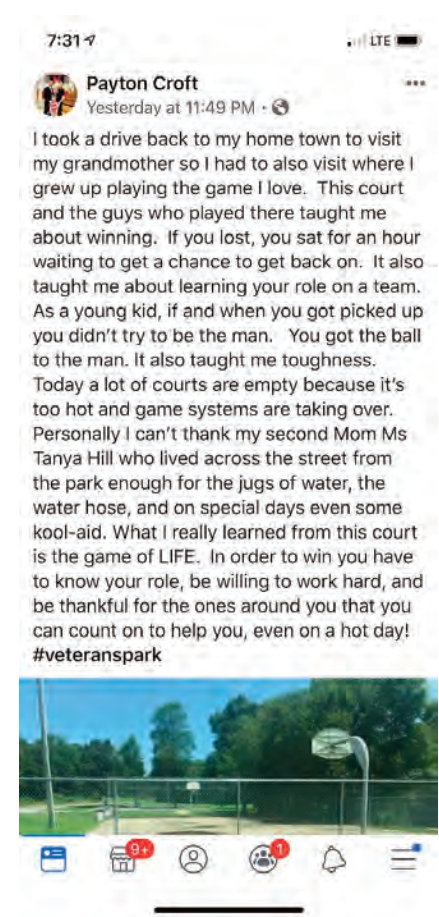 7:31
LTE
Payton Croft
Yesterday at 11:49 PM ·
I took a drive back to my home town to visit
my grandmother so I had to also visit where I
grew up playing the game I love.  This court
and the guys who played there taught me
about winning.  If you lost, you sat for an hour
waiting to get a chance to get back on.  It also
taught me about learning your role on a team.
As a young kid, if and when you got picked up
you didn't try to be the man.   You got the ball
to the man. It also taught me toughness.
Today a lot of courts are empty because it's
too hot and game systems are taking over.
Personally I can't thank my second Mom Ms
Tanya Hill who lived across the street from
the park enough for the jugs of water, the
water hose, and on special days even some
kool-aid. What I really learned from this court
is the game of LIFE.  In order to win you have
to know your role, be willing to work hard, and
be thankful for the ones around you that you
can count on to help you, even on a hot day!
#veteranspark
9+
1